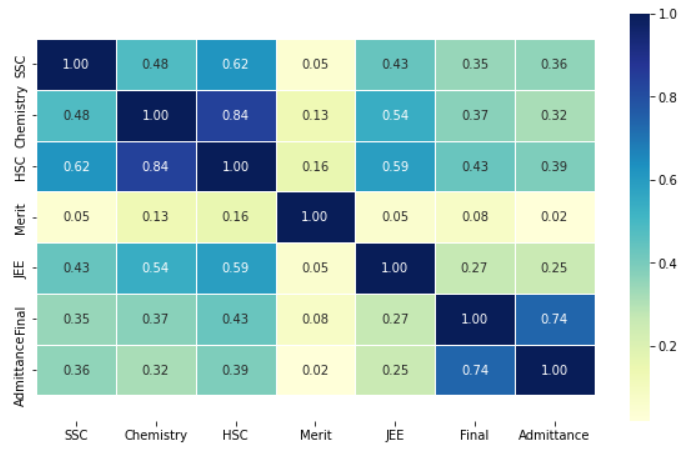 SSC 1.00 0.48 0.62 0.05 0.43 0.35 0.36
Chemistry 0.48 1.00 0.84 0.13 0.54 0.37 0.32
HSC 0.62 0.84 1.00 0.16 0.59 0.43 0.39
Merit 0.05 0.13 0.16 1.00 0.05 0.08 0.02
JEE 0.43 0.54 0.59 0.05 1.00 0.27 0.25
Final 0.35 0.37 0.43 0.08 0.27 1.00 0.74
Admittance 0.36 0.32 0.39 0.02 0.25 0.74 1.00
SSC Chemistry HSC Merit JEE Final Admittance
1.0
0.8
0.6
0.4
0.2